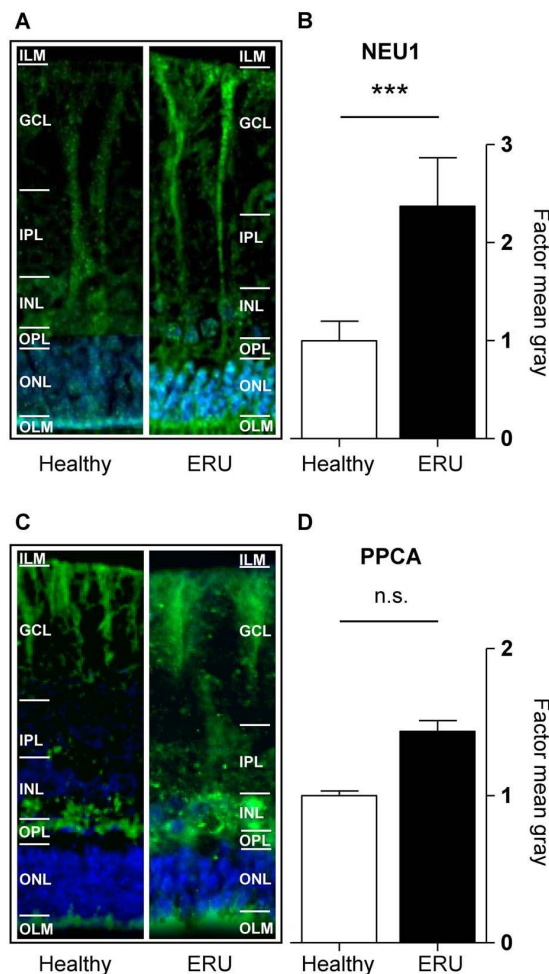 A
ILM
GCL
IPL
INL
OPL
ONL
OLM
ILM
GCL
IPL
INL
OPL
ONL
OLM
Healthy
ERU
B
NEU1
***
3
2
1
0
Factor mean gray
Healthy
ERU
C
ILM
GCL
IPL
INL
OPL
ONL
OLM
ILM
GCL
IPL
INL
OPL
ONL
OLM
Healthy
ERU
D
PPCA
n.s.
2
1
0
Factor mean gray
Healthy
ERU